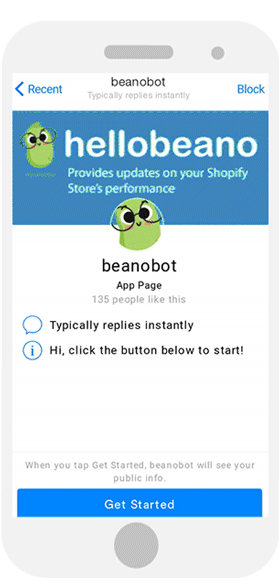 Recent
beanobot
Typically replies instantly
Block
hellobeano
Provides updates on your Shopify
Store's performance
beanobot
App Page
135 people like this
Typically replies instantly
Hi, click the button below to start!
When you tap Get Started, beanobot will see your
public info.
Get Started